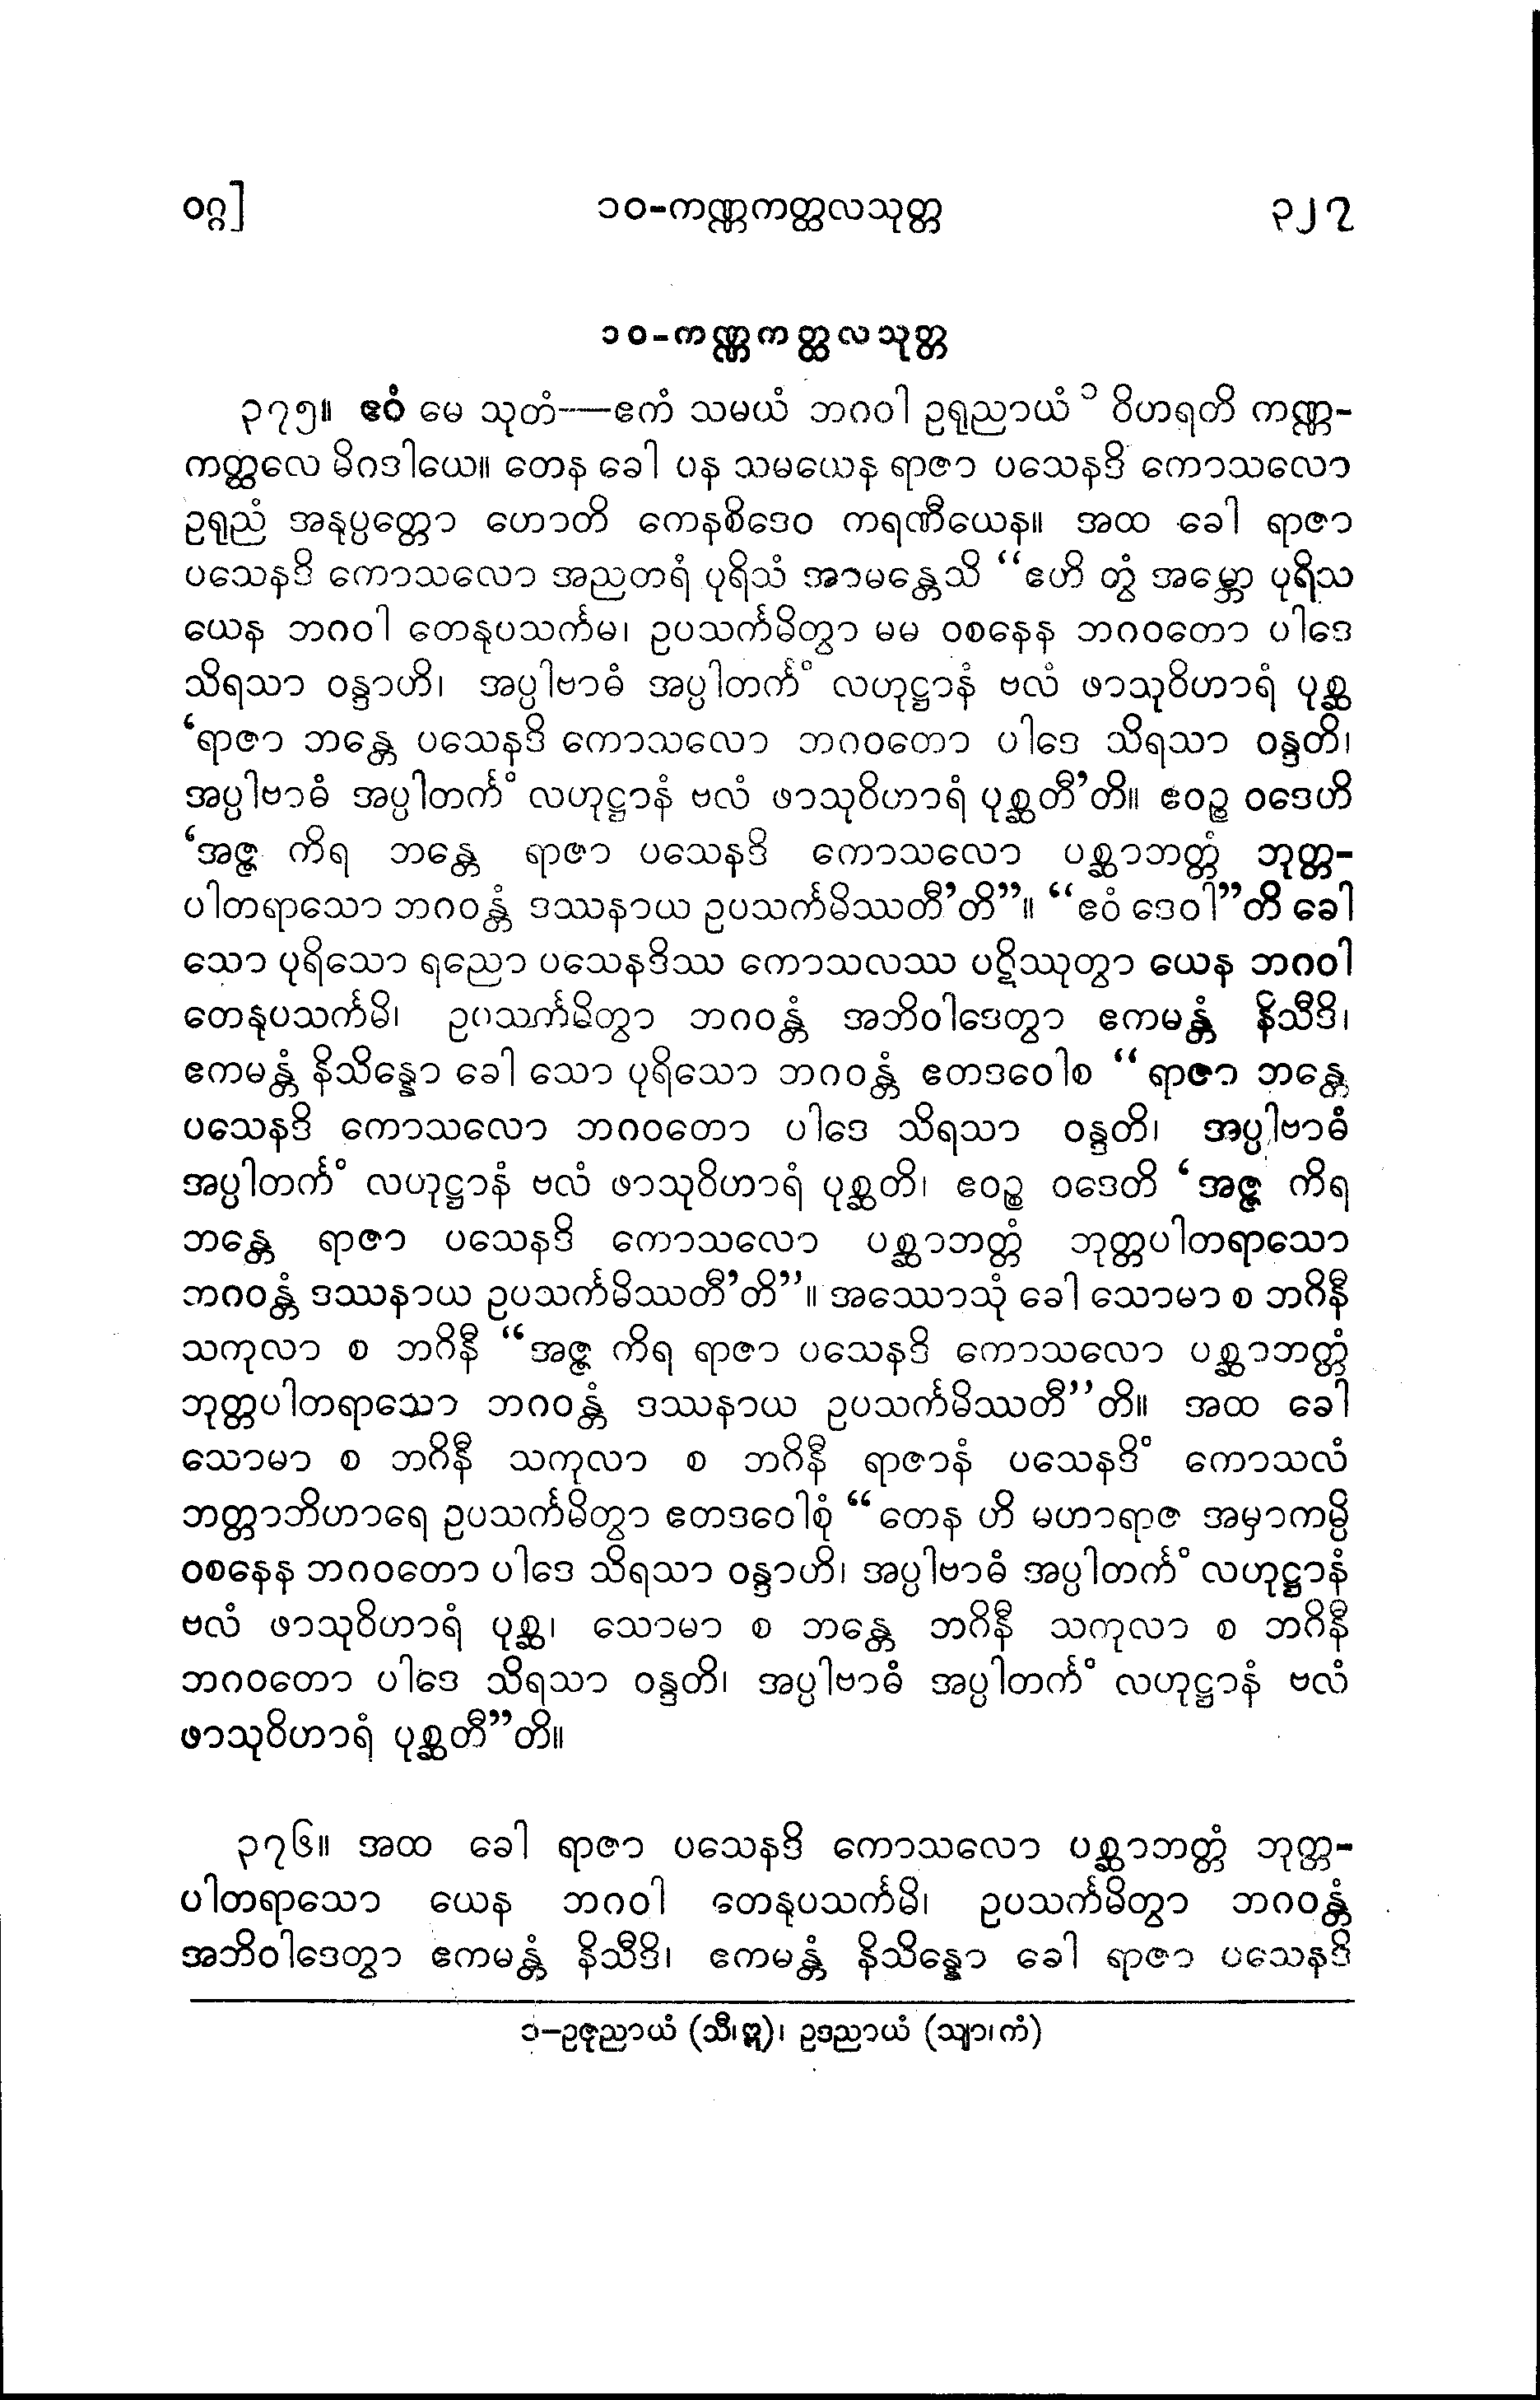 ဝဂ္ဂ]
၁၀-ကဏ္ဏကတ္ထလသုတ္တ
၃၂၇
၁၀-ကဏ္ဏကတ္ထလသုတ္တ
၃၇၅။ ဧဝံ မေ သုတံ—ဧကံ သမယံ ဘဂဝါ ဥရုညာယံ ၁ ဝိဟရတိ ကဏ္ဏ-
ကတ္ထလေ မိဂဒါယေ။ တေန ခေါ ပန သမယေန ရာဇာ ပသေနဒိ ကောသလော
ဥရုညံ အနုပ္ပတ္တော ဟောတိ ကေနစိဒေဝ ကရဏီယေန။ အထ ခေါ ရာဇာ
ပသေနဒိ ကောသလော အညတရံ ပုရိသံ အာမန္တေသိ “ဧဟိ တွံ အမ္ဘော ပုရိသ
ယေန ဘဂဝါ တေနုပသင်္ကမ၊ ဥပသင်္ကမိတွာ မမ ဝစနေန ဘဂဝတော ပါဒေ
သိရသာ ဝန္ဒာဟိ၊ အပ္ပါဗာဓံ အပ္ပါတင်္ကံ လဟုဋ္ဌာနံ ဗလံ ဖာသုဝိဟာရံ ပုစ္ဆ
‘ရာဇာ ဘန္တေ ပသေနဒိ ကောသလော ဘဂဝတော ပါဒေ သိရသာ ဝန္ဒတိ၊
အပ္ပါဗာဓံ အပ္ပါတင်္ကံ လဟုဋ္ဌာနံ ဗလံ ဖာသုဝိဟာရံ ပုစ္ဆတီ’တိ။ ဧဝဉ္စ ဝဒေဟိ
‘အဇ္ဇ ကိရ ဘန္တေ ရာဇာ ပသေနဒိ ကောသလော ပစ္ဆာဘတ္တံ ဘုတ္တ-
ပါတရာသော ဘဂဝန္တံ ဒဿနာယ ဥပသင်္ကမိဿတီ’တိ”။ “ဧဝံ ဒေဝါ”တိ ခေါ
သော ပုရိသော ရညော ပသေနဒိဿ ကောသလဿ ပဋိဿုတွာ ယေန ဘဂဝါ
တေနုပသင်္ကမိ၊ ဥပသင်္ကမိတွာ ဘဂဝန္တံ အဘိဝါဒေတွာ ဧကမန္တံ နိသီဒိ၊
ဧကမန္တံ နိသိန္နော ခေါ သော ပုရိသော ဘဂဝန္တံ ဧတဒဝေါစ “ရာဇာ ဘန္တေ
ပသေနဒိ ကောသလော ဘဂဝတော ပါဒေ သိရသာ ဝန္ဒတိ၊ အပ္ပါဗာဓံ
အပ္ပါတင်္ကံ လဟုဋ္ဌာနံ ဗလံ ဖာသုဝိဟာရံ ပုစ္ဆတိ၊ ဧဝဉ္စ ဝဒေတိ ‘အဇ္ဇ ကိရ
ဘန္တေ ရာဇာ ပသေနဒိ ကောသလော ပစ္ဆာဘတ္တံ ဘုတ္တပါတရာသော
ဘဂဝန္တံ ဒဿနာယ ဥပသင်္ကမိဿတီ’တိ”။ အဿောသုံ ခေါ သောမာ စ ဘဂိနီ
သကုလာ စ ဘဂိနီ “အဇ္ဇ ကိရ ရာဇာ ပသေနဒိ ကောသလော ပစ္ဆာဘတ္တံ
ဘုတ္တပါတရာသော ဘဂဝန္တံ ဒဿနာယ ဥပသင်္ကမိဿတီ”တိ။ အထ ခေါ
သောမာ စ ဘဂိနီ သကုလာ စ ဘဂိနီ ရာဇာနံ ပသေနဒိံ ကောသလံ
ဘတ္တာဘိဟာရေ ဥပသင်္ကမိတွာ ဧတဒဝေါစုံ “တေန ဟိ မဟာရာဇ အမှာကမ္ပိ
ဝစနေန ဘဂဝတော ပါဒေ သိရသာ ဝန္ဒာဟိ၊ အပ္ပါဗာဓံ အပ္ပါတင်္ကံ လဟုဋ္ဌာနံ
ဗလံ ဖာသုဝိဟာရံ ပုစ္ဆ၊ သောမာ စ ဘန္တေ ဘဂိနီ သကုလာ စ ဘဂိနီ
ဘဂဝတော ပါဒေ သိရသာ ဝန္ဒတိ၊ အပ္ပါဗာဓံ အပ္ပါတင်္ကံ လဟုဋ္ဌာနံ ဗလံ
ဖာသုဝိဟာရံ ပုစ္ဆတီ”တိ။
၃၇၆။ အထ ခေါ ရာဇာ ပသေနဒိ ကောသလော ပစ္ဆာဘတ္တံ ဘုတ္တ-
ပါတရာသော ယေန ဘဂဝါ တေနုပသင်္ကမိ၊ ဥပသင်္ကမိတွာ ဘဂဝန္တံ
အဘိဝါဒေတွာ ဧကမန္တံ နိသီဒိ၊ ဧကမန္တံ နိသိန္နော ခေါ ရာဇာ ပသေနဒိ
၁-ဥဇုညာယံ (သီ၊ဋ္ဌ)၊ ဥဒညာယံ (သျာ၊ကံ)